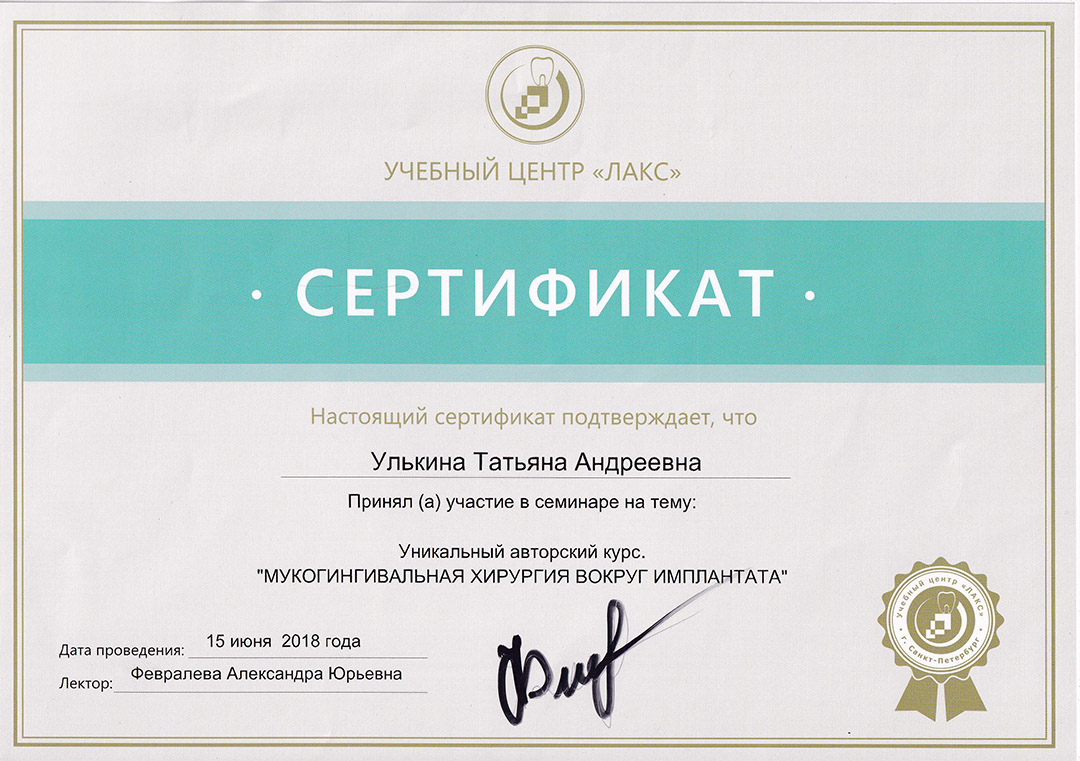 УЧЕБНЫЙ ЦЕНТР «ЛАКС»
· СЕРТИФИКАТ ·
Настоящий сертификат подтверждает, что
Улькина Татьяна Андреевна
Принял (а) участие в семинаре на тему:
Уникальный авторский курс.
"МУКОГИНГИВАЛЬНАЯ ХИРУРГИЯ ВОКРУГ ИМПЛАНТАТА"
Дата проведения: 15 июня 2018 года
Лектор: Февралева Александра Юрьевна
Учебный центр «ЛАКС»
· г. Санкт-Петербург ·